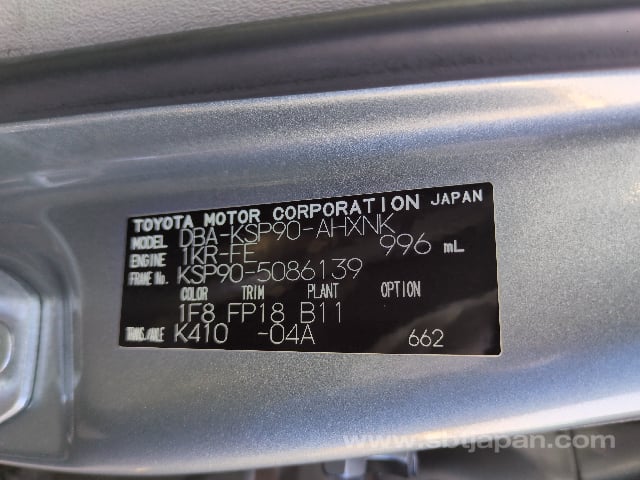 TOYOTA MOTOR CORPORATION JAPAN
MODEL DBA-KSP90-AHXNK
ENGINE 1KR-FE 996 mL
FRAME No. KSP90-5086139
COLOR TRIM PLANT OPTION
1F8 FP18 B11
TRANS./AXLE K410 -04A 662
www.sbtjapan.com